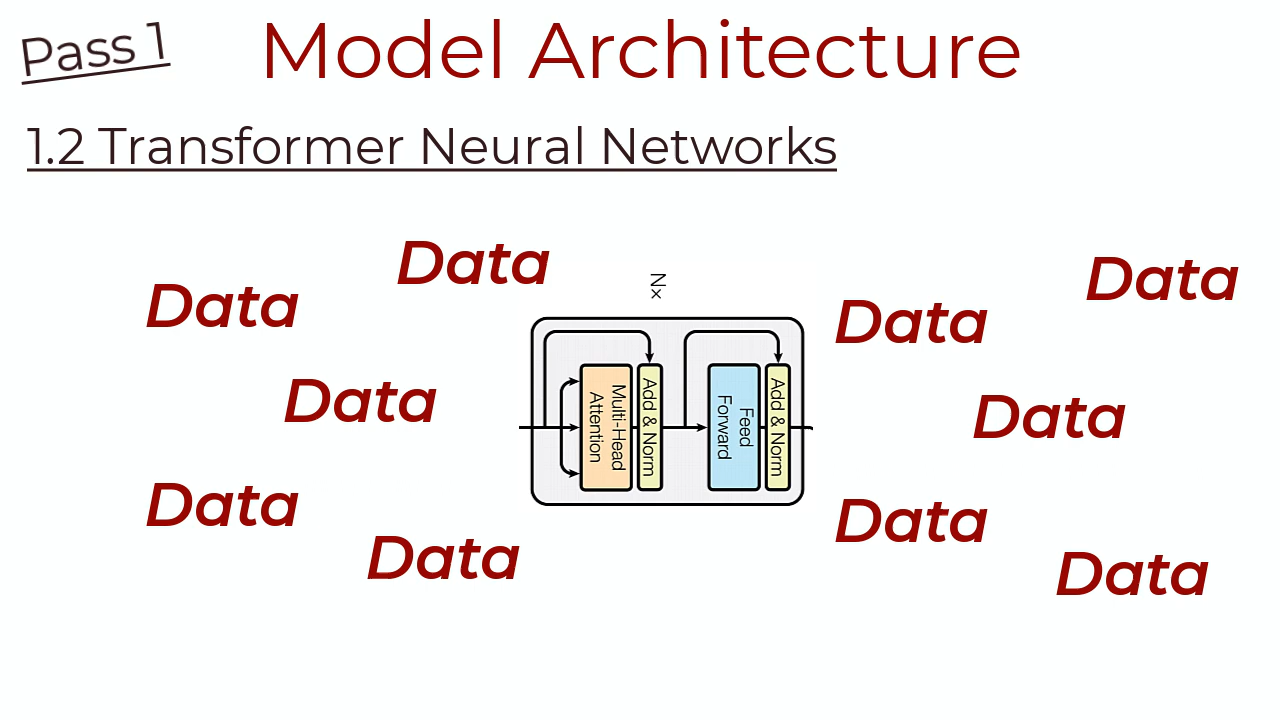 Pass 1
Model Architecture
1.2 Transformer Neural Networks
Data
Data
Data
Data
Data
Nx
Multi-Head
Attention
Add & Norm
Feed
Forward
Add & Norm
Data
Data
Data
Data
Data